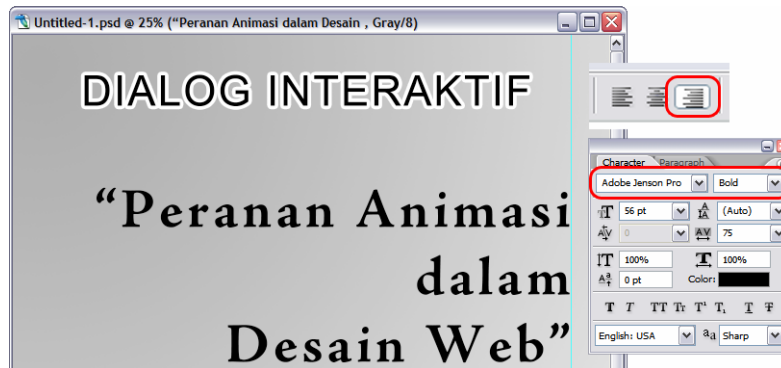 Untitled-1.psd @ 25% (“Peranan Animasi dalam Desain , Gray/8)
DIALOG INTERAKTIF
“Peranan Animasi
dalam
Desain Web”
Character Paragraph
Adobe Jenson Pro Bold
56 pt (Auto)
0 75
100% 100%
0 pt Color:
T T TT Tr T¹ T₁ T T
English: USA aa Sharp